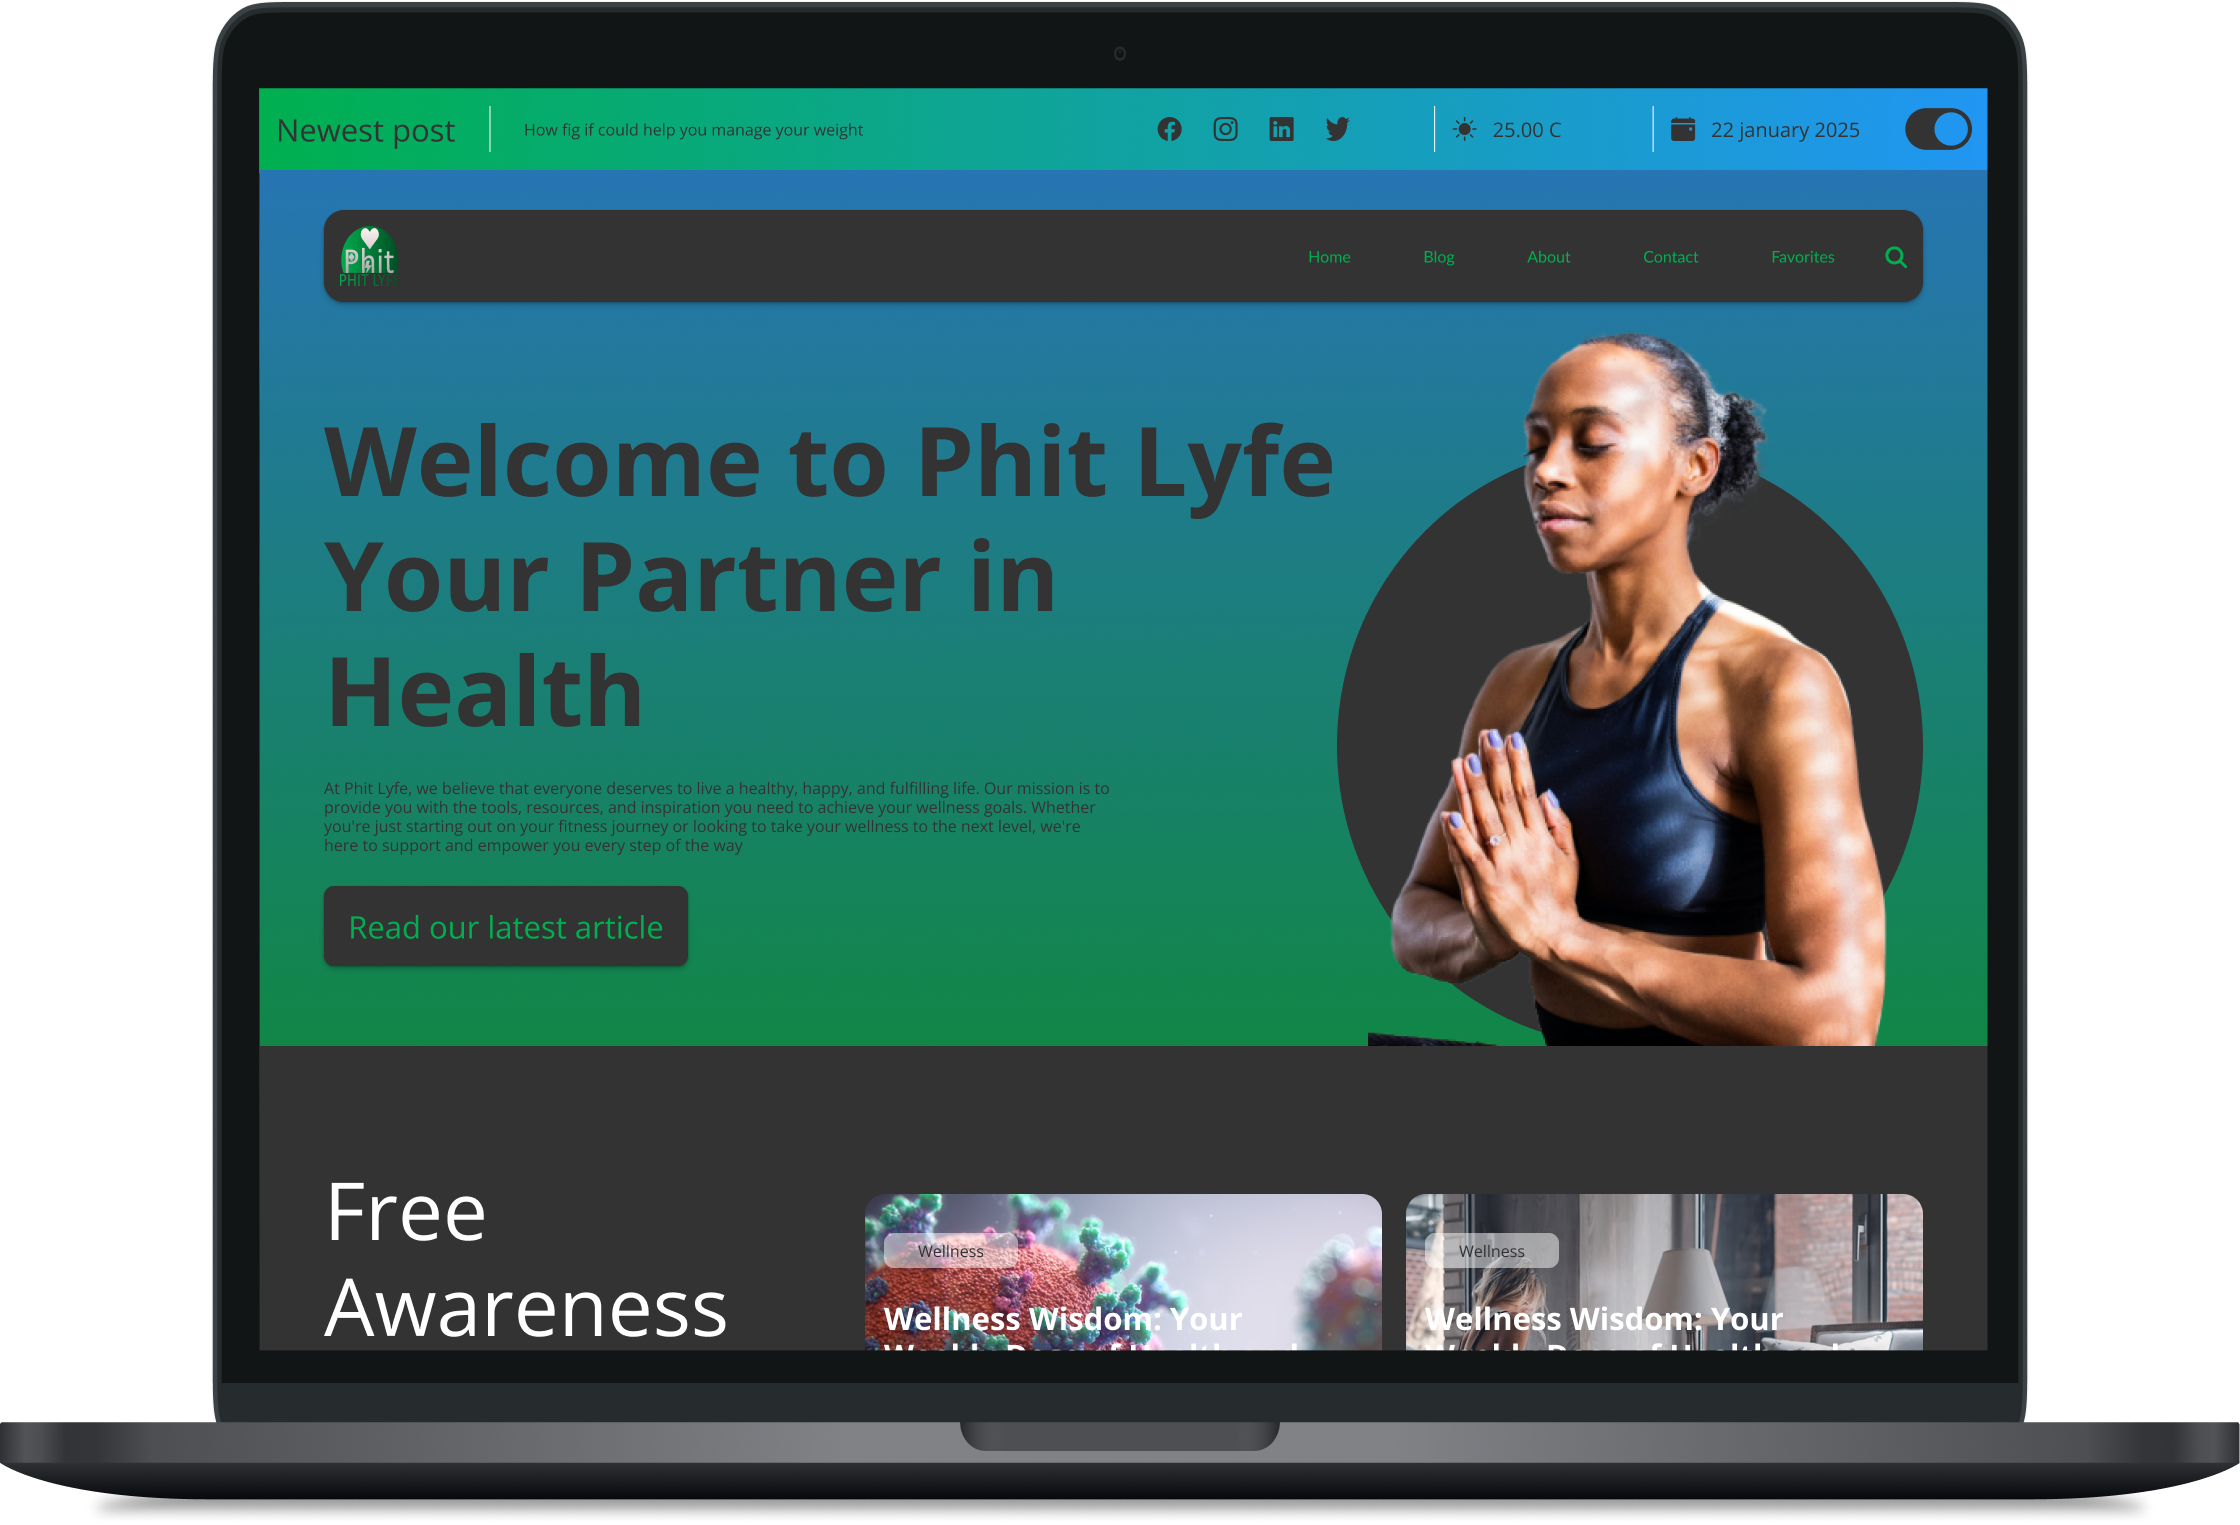 Newest post
How fig if could help you manage your weight
25.00 C
22 january 2025
Phit
PHIT LY
Home
Blog
About
Contact
Favorites
Welcome to Phit Lyfe
Your Partner in
Health
At Phit Lyfe, we believe that everyone deserves to live a healthy, happy, and fulfilling life. Our mission is to
provide you with the tools, resources, and inspiration you need to achieve your wellness goals. Whether
you're just starting out on your fitness journey or looking to take your wellness to the next level, we're
here to support and empower you every step of the way
Read our latest article
Free
Awareness
Wellness
Wellness Wisdom: Your
Wellness
Wellness Wisdom: Your